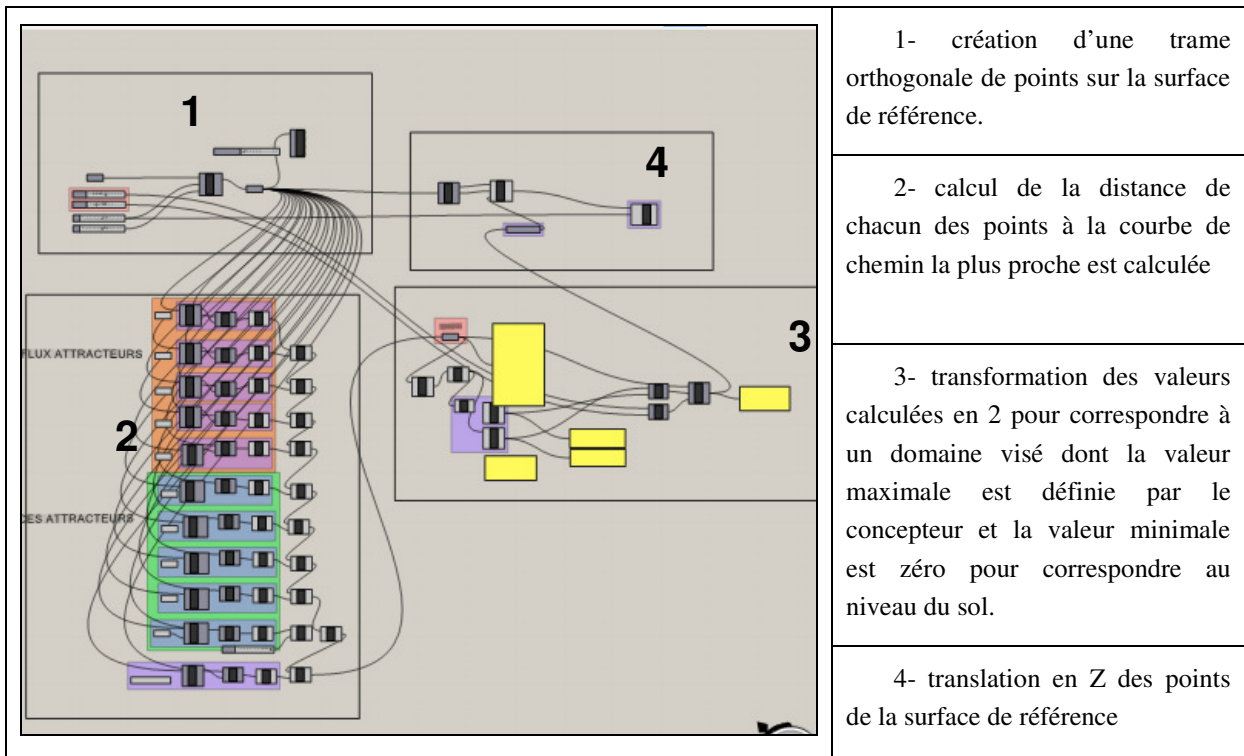 1
4
3
FLUX ATTRACTEURS
2
ES ATTRACTEURS
1- création d’une trame
orthogonale de points sur la surface
de référence.
2- calcul de la distance de
chacun des points à la courbe de
chemin la plus proche est calculée
3- transformation des valeurs
calculées en 2 pour correspondre à
un domaine visé dont la valeur
maximale est définie par le
concepteur et la valeur minimale
est zéro pour correspondre au
niveau du sol.
4- translation en Z des points
de la surface de référence